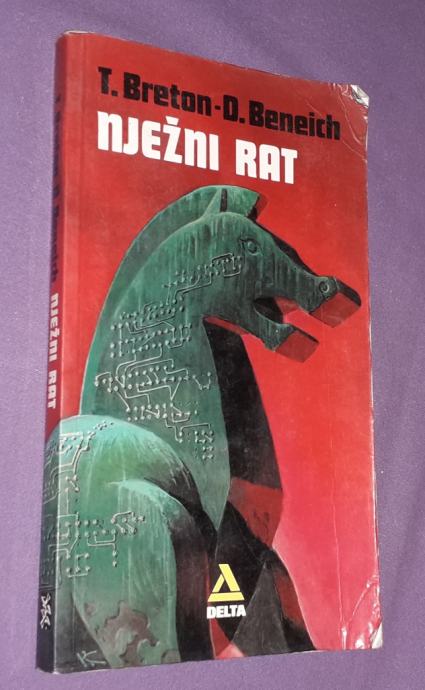 T. Breton-D. Beneich
NJEŽNI RAT
DELTA
NJEŽNI RAT